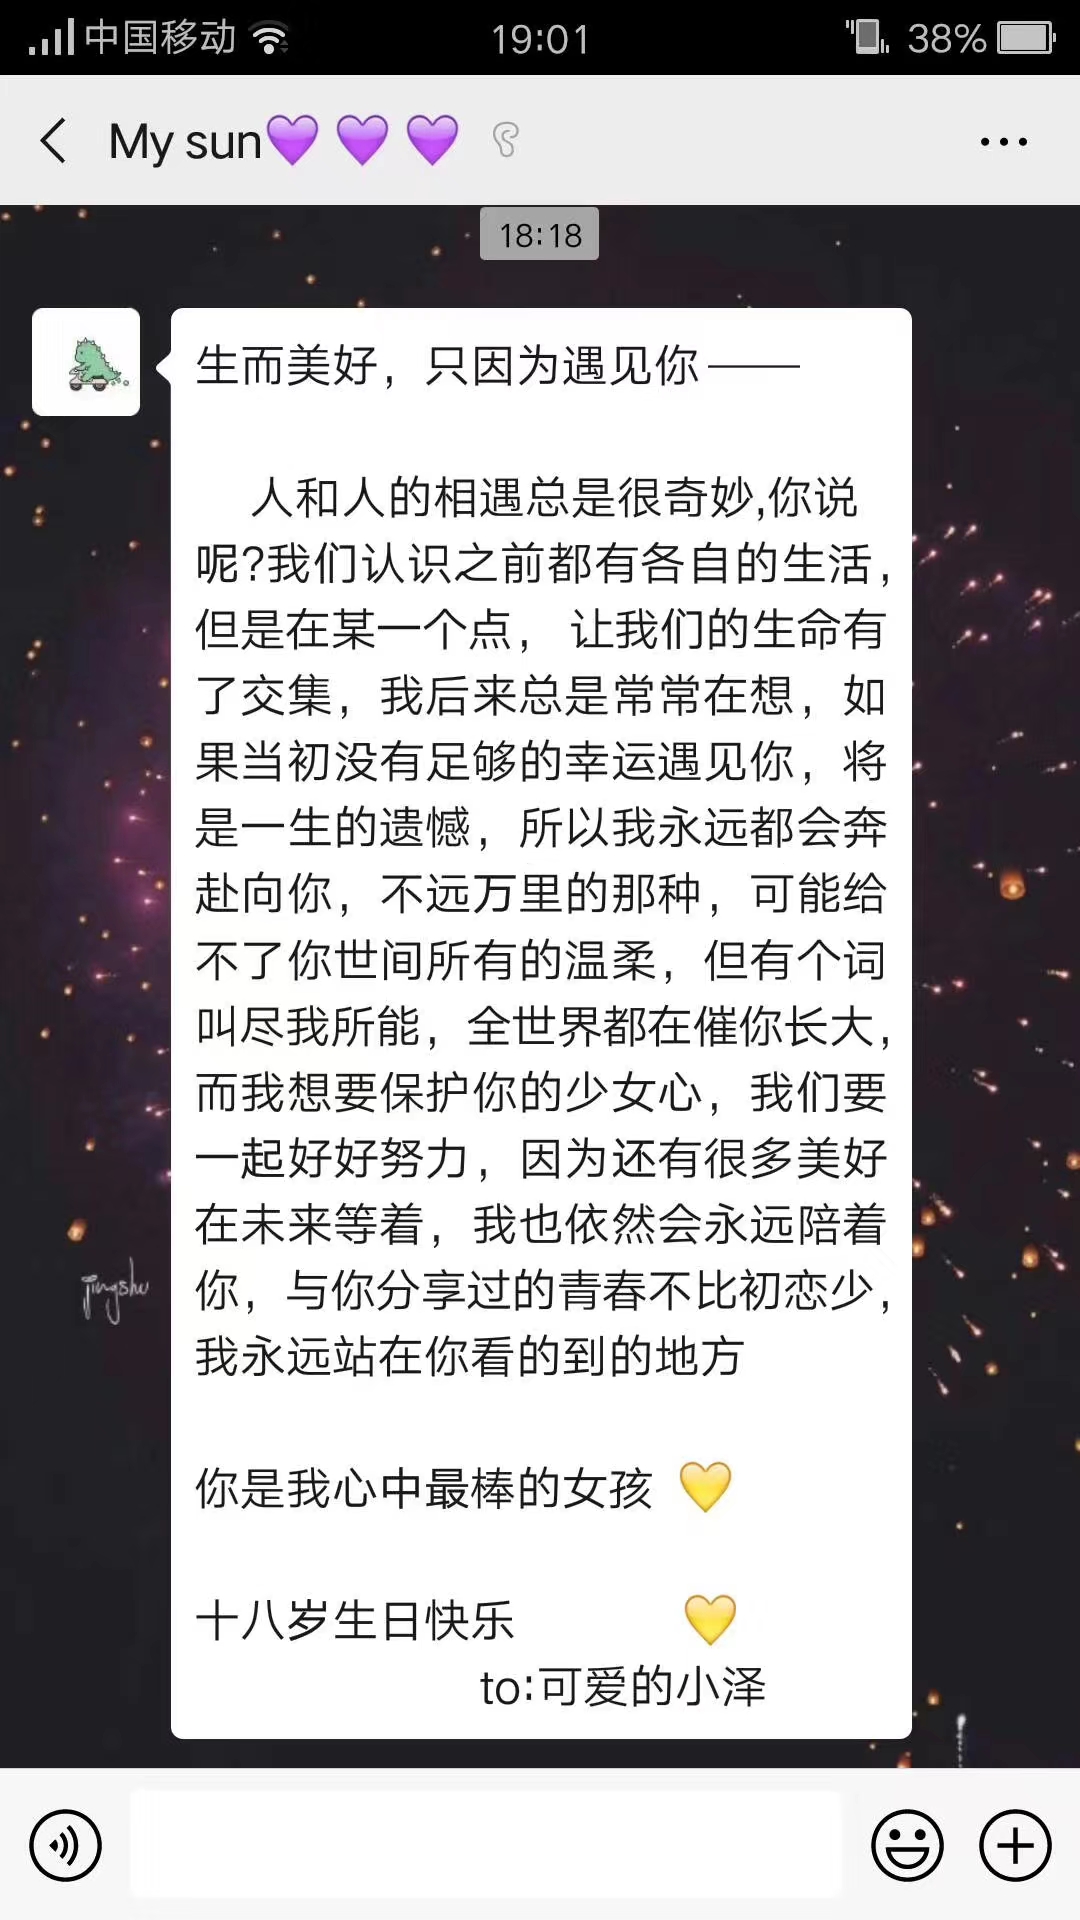 中国移动 19:01 38%
My sun💜💜💜
18:18
生而美好，只因为遇见你——
人和人的相遇总是很奇妙,你说
呢?我们认识之前都有各自的生活，
但是在某一个点， 让我们的生命有
了交集，我后来总是常常在想，如
果当初没有足够的幸运遇见你，将
是一生的遗憾，所以我永远都会奔
赴向你，不远万里的那种，可能给
不了你世间所有的温柔，但有个词
叫尽我所能，全世界都在催你长大，
而我想要保护你的少女心，我们要
一起好好努力，因为还有很多美好
在未来等着，我也依然会永远陪着
你，与你分享过的青春不比初恋少，
我永远站在你看的到的地方
你是我心中最棒的女孩 💛
十八岁生日快乐 💛
to:可爱的小泽
jingshu